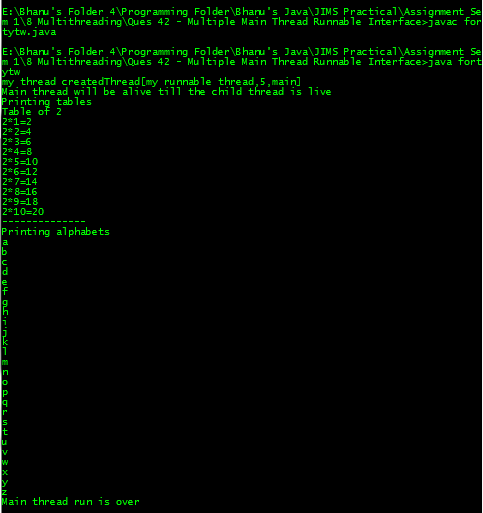 E:\Bhanu's Folder 4\Programming Folder\Bhanu's Java\JIMS Practical\Assignment Se
m 1\8 Multithreading\Ques 42 - Multiple Main Thread Runnable Interface>javac for
tytw.java
E:\Bhanu's Folder 4\Programming Folder\Bhanu's Java\JIMS Practical\Assignment Se
m 1\8 Multithreading\Ques 42 - Multiple Main Thread Runnable Interface>java fort
ytw
my thread createdThread[my runnable thread,5,main]
Main thread will be alive till the child thread is live
Printing tables
Table of 2
2*1=2
2*2=4
2*3=6
2*4=8
2*5=10
2*6=12
2*7=14
2*8=16
2*9=18
2*10=20
--------------
Printing alphabets
a
b
c
d
e
f
g
h
i
j
k
l
m
n
o
p
q
r
s
t
u
v
w
x
y
z
Main thread run is over